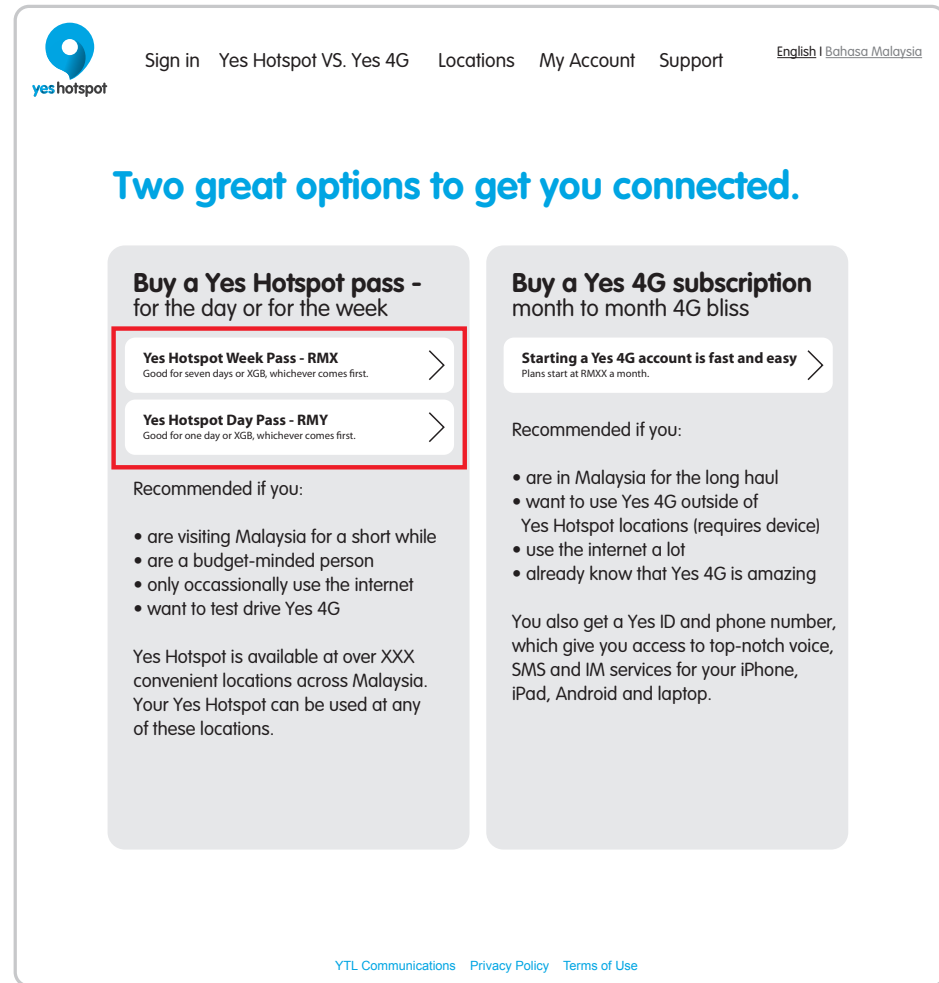 yes hotspot
Sign in Yes Hotspot VS. Yes 4G Locations My Account Support
English | Bahasa Malaysia
Two great options to get you connected.
Buy a Yes Hotspot pass -
for the day or for the week
Yes Hotspot Week Pass - RMX
Good for seven days or XGB, whichever comes first.
Yes Hotspot Day Pass - RMY
Good for one day or XGB, whichever comes first.
Recommended if you:
• are visiting Malaysia for a short while
• are a budget-minded person
• only occassionally use the internet
• want to test drive Yes 4G
Yes Hotspot is available at over XXX
convenient locations across Malaysia.
Your Yes Hotspot can be used at any
of these locations.
Buy a Yes 4G subscription
month to month 4G bliss
Starting a Yes 4G account is fast and easy
Plans start at RMXX a month.
Recommended if you:
• are in Malaysia for the long haul
• want to use Yes 4G outside of
Yes Hotspot locations (requires device)
• use the internet a lot
• already know that Yes 4G is amazing
You also get a Yes ID and phone number,
which give you access to top-notch voice,
SMS and IM services for your iPhone,
iPad, Android and laptop.
YTL Communications Privacy Policy Terms of Use